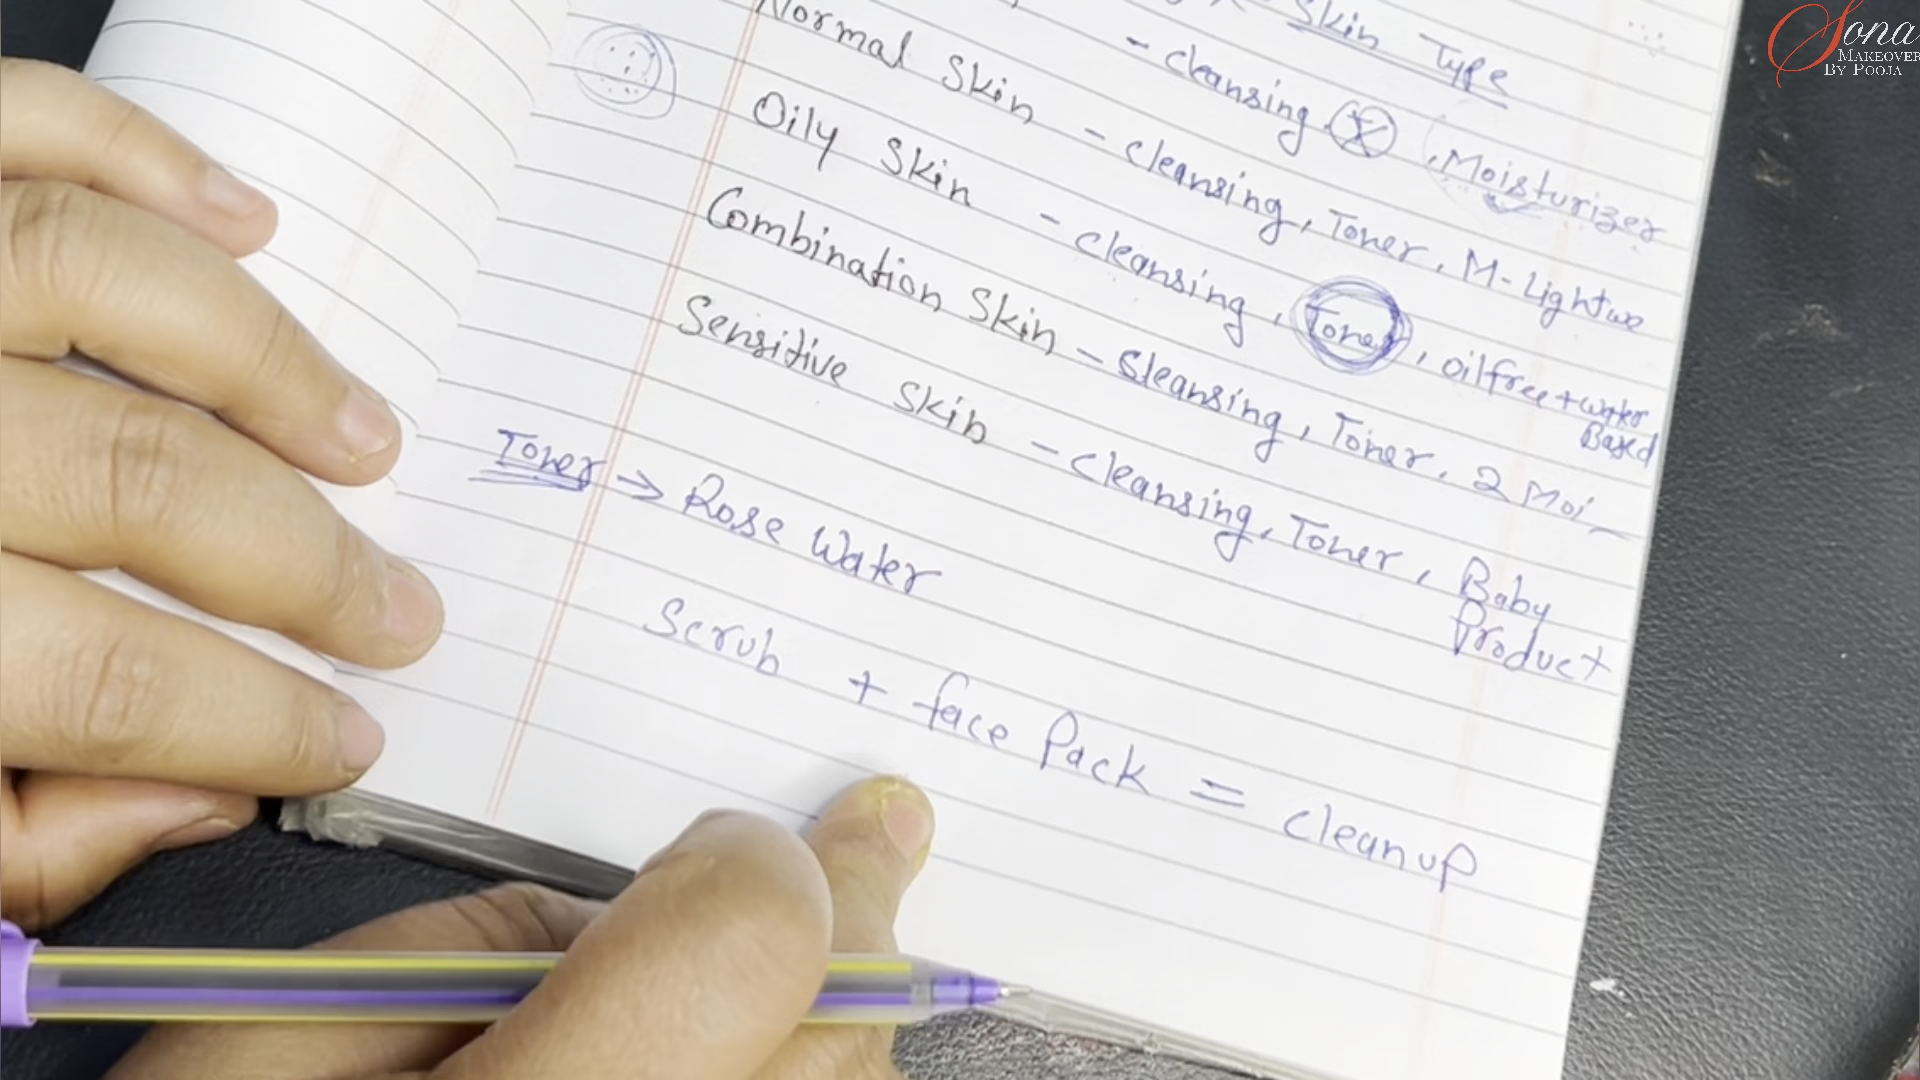 Skin Type
- cleansing X , Moisturizer
Normal Skin - cleansing, Toner, M-Lightwe
Oily Skin - cleansing, Toner, oilfree + water
Based
Combination Skin - Sleansing, Toner, 2 Moi
Sensitive Skin - cleansing, Toner, Baby
Product
Toner → Rose Water
Scrub + face Pack = cleanup
Sona
MAKEOVER
BY POOJA